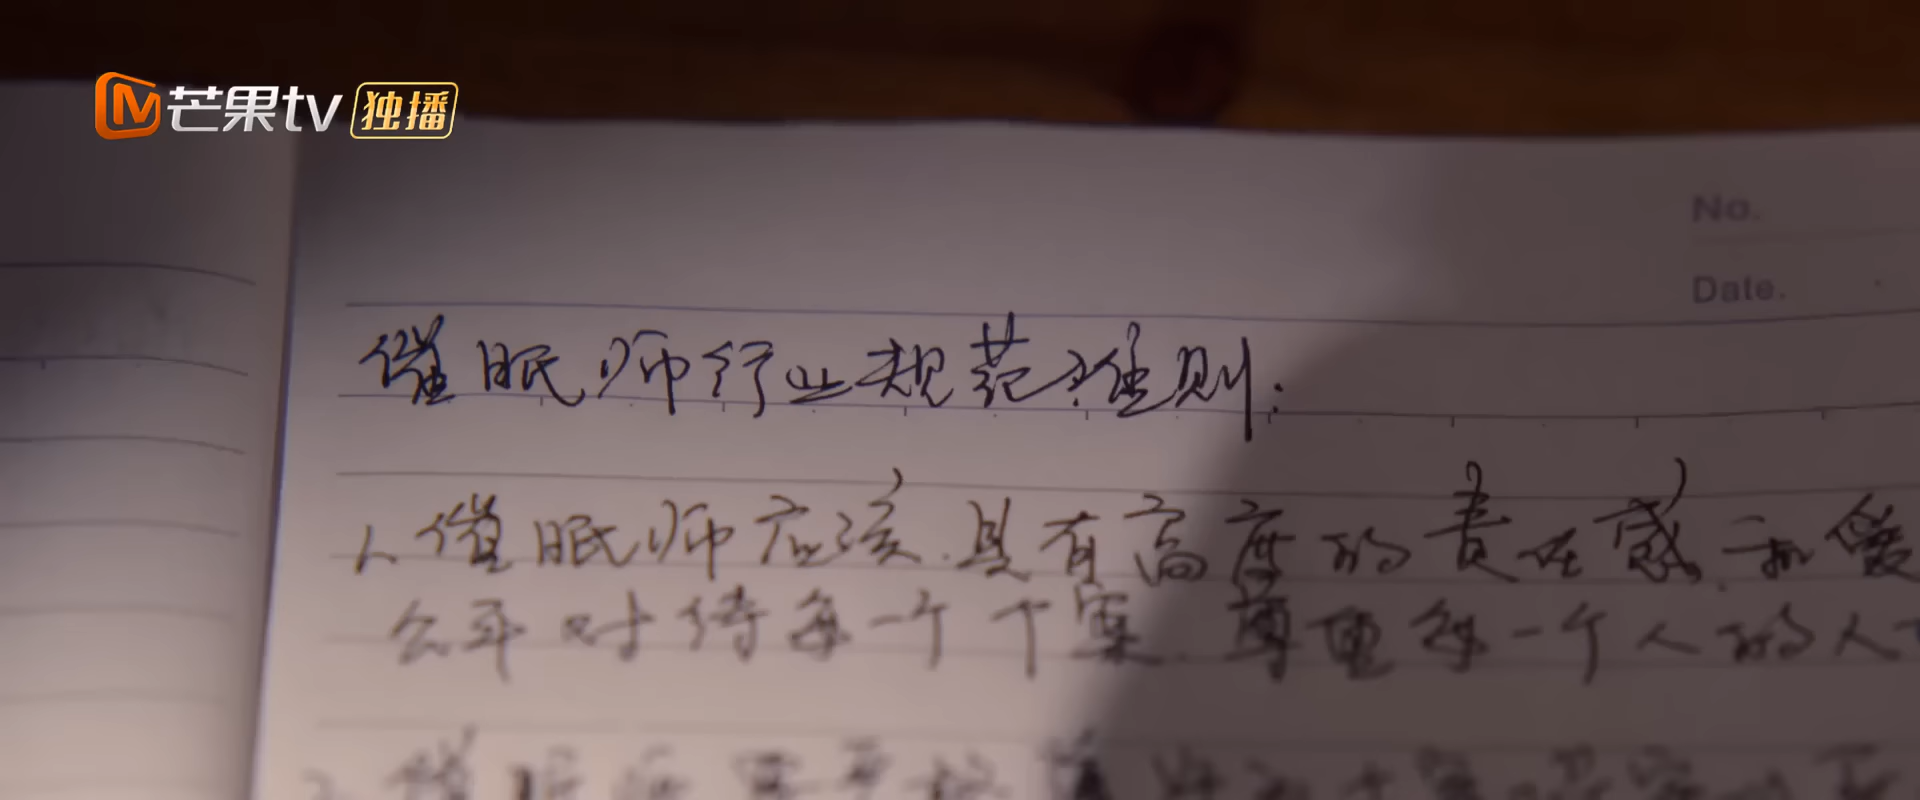 芒果tv 独播
No.
Date.
催眠师行业规范准则:
1、催眠师应该具有高度的责任感和爱
公平对待每一个个案、尊重每一个人的人